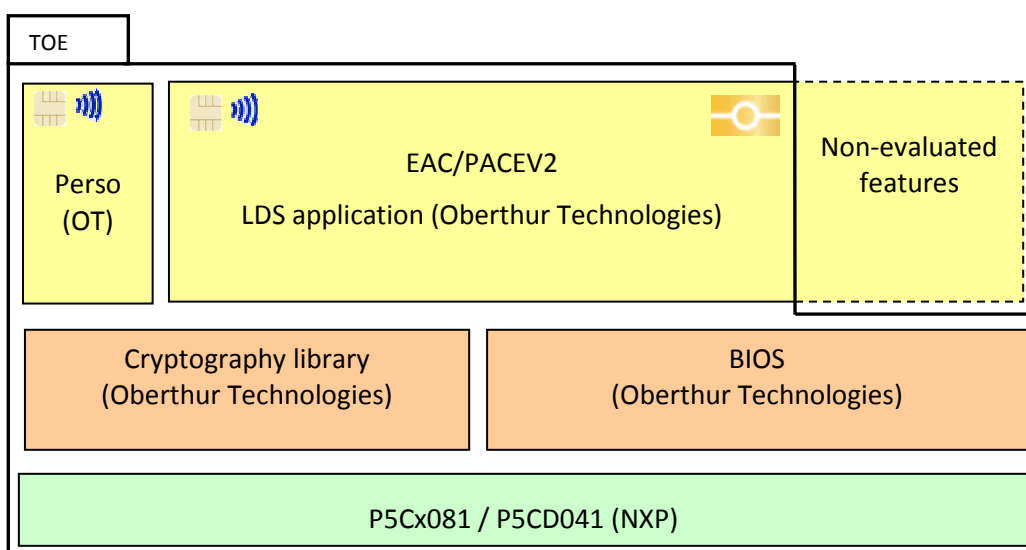 TOE
Perso
(OT)
EAC/PACEV2
LDS application (Oberthur Technologies)
Non-evaluated
features
Cryptography library
(Oberthur Technologies)
BIOS
(Oberthur Technologies)
P5Cx081 / P5CD041 (NXP)